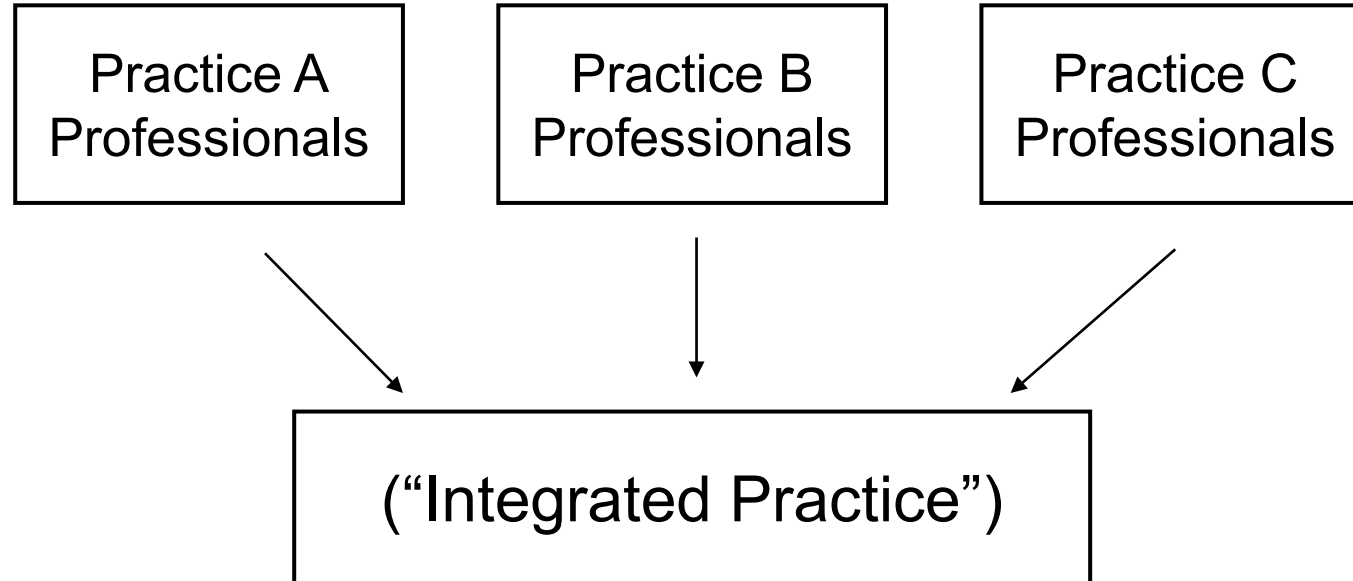 Practice A
Professionals
Practice B
Professionals
Practice C
Professionals
(“Integrated Practice”)